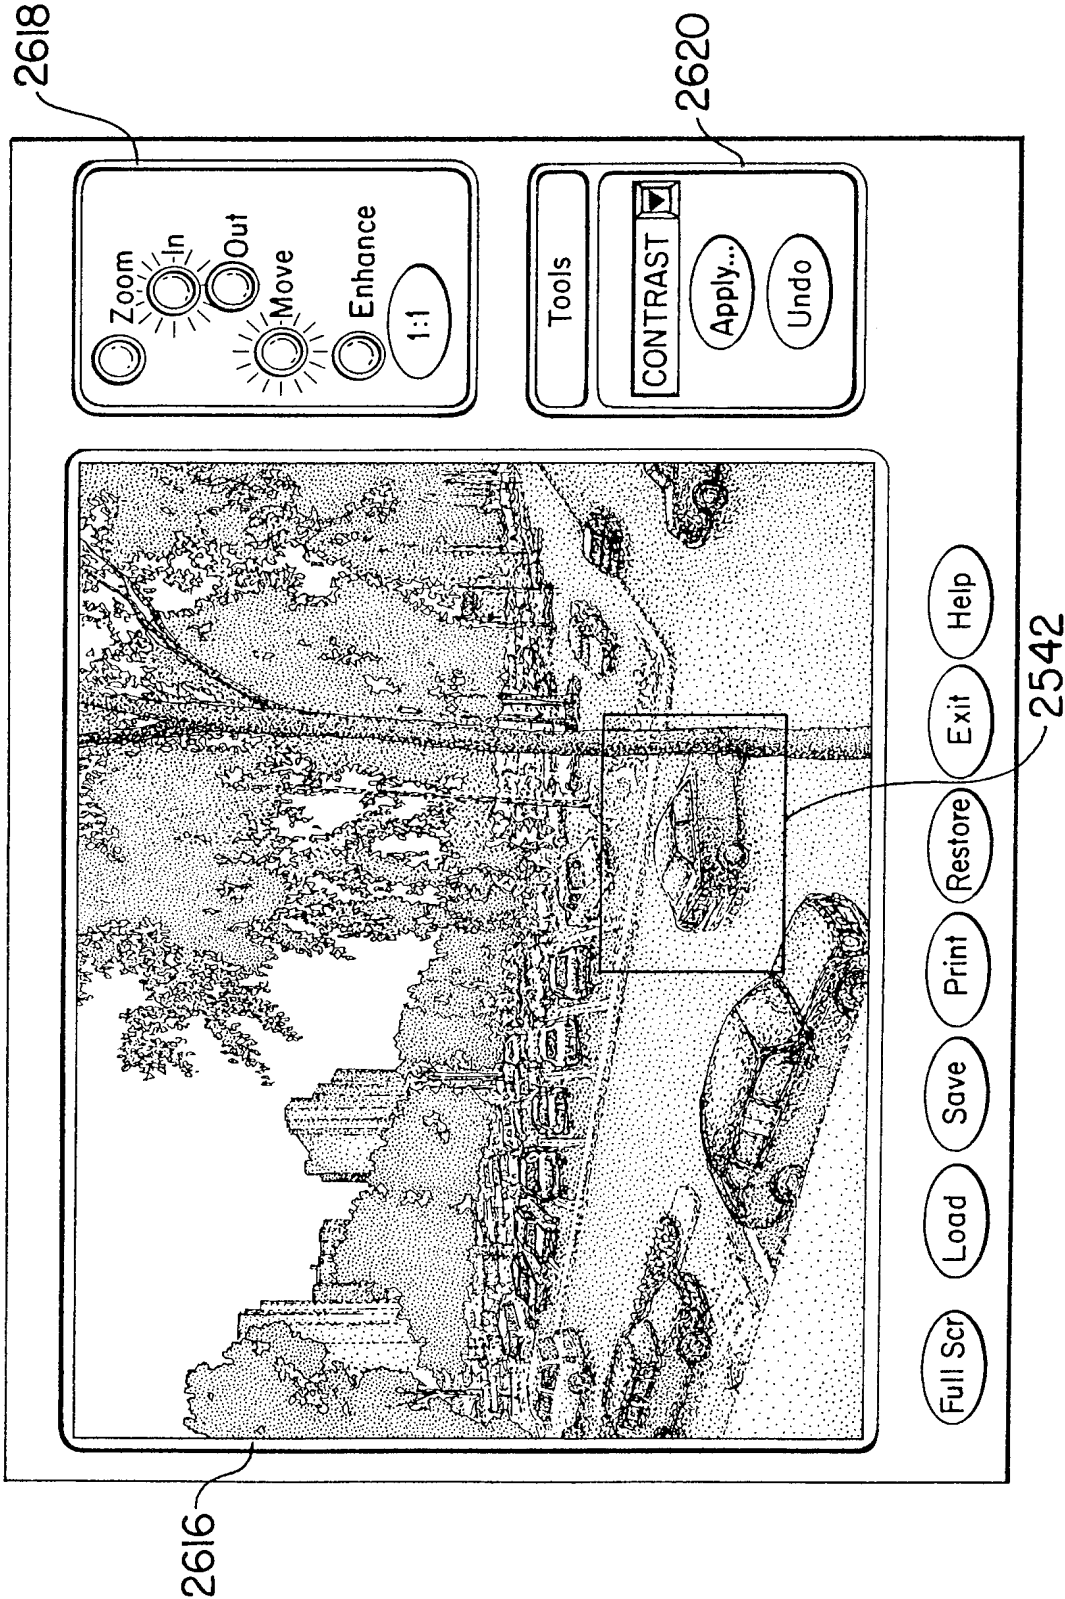 2618
Zoom
In
Out
Move
Enhance
1:1
2620
Tools
CONTRAST
Apply...
Undo
2616
Full Scr
Load
Save
Print
Restore
Exit
Help
2542